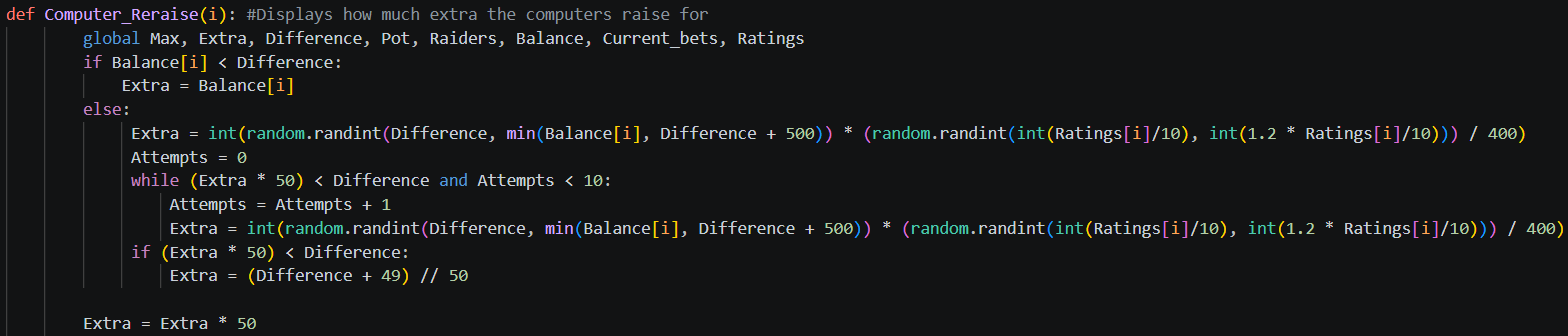 def Computer_Reraise(i): #Displays how much extra the computers raise for
global Max, Extra, Difference, Pot, Raiders, Balance, Current_bets, Ratings
if Balance[i] < Difference:
Extra = Balance[i]
else:
Extra = int(random.randint(Difference, min(Balance[i], Difference + 500)) * (random.randint(int(Ratings[i]/10), int(1.2 * Ratings[i]/10))) / 400)
Attempts = 0
while (Extra * 50) < Difference and Attempts < 10:
Attempts = Attempts + 1
Extra = int(random.randint(Difference, min(Balance[i], Difference + 500)) * (random.randint(int(Ratings[i]/10), int(1.2 * Ratings[i]/10))) / 400)
if (Extra * 50) < Difference:
Extra = (Difference + 49) // 50
Extra = Extra * 50